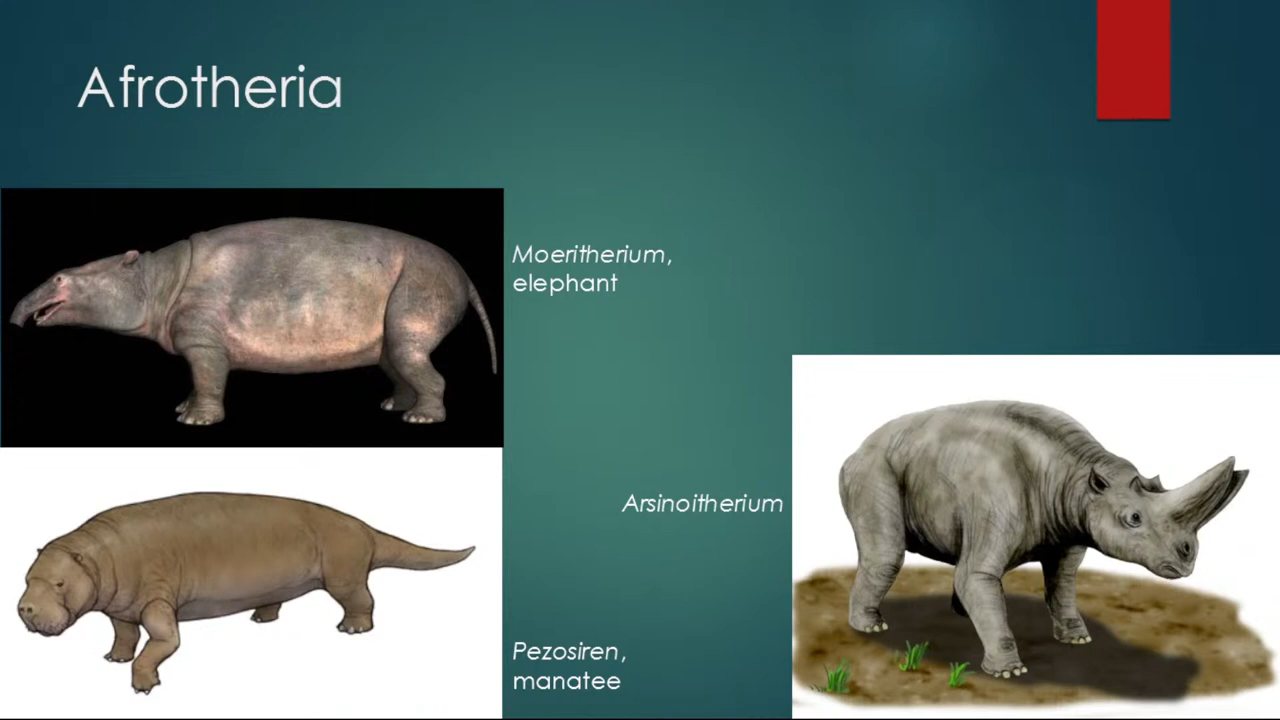 Afrotheria
Moeritherium,
elephant
Arsinoitherium
Pezosiren,
manatee